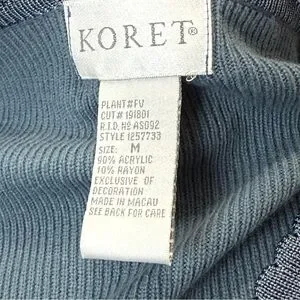 KORET®
PLANT#FV
CUT# 191801
R.I.D. Nº AS092
STYLE 1257733
SIZE: M
90% ACRYLIC
10% RAYON
EXCLUSIVE OF
DECORATION
MADE IN MACAU
SEE BACK FOR CARE